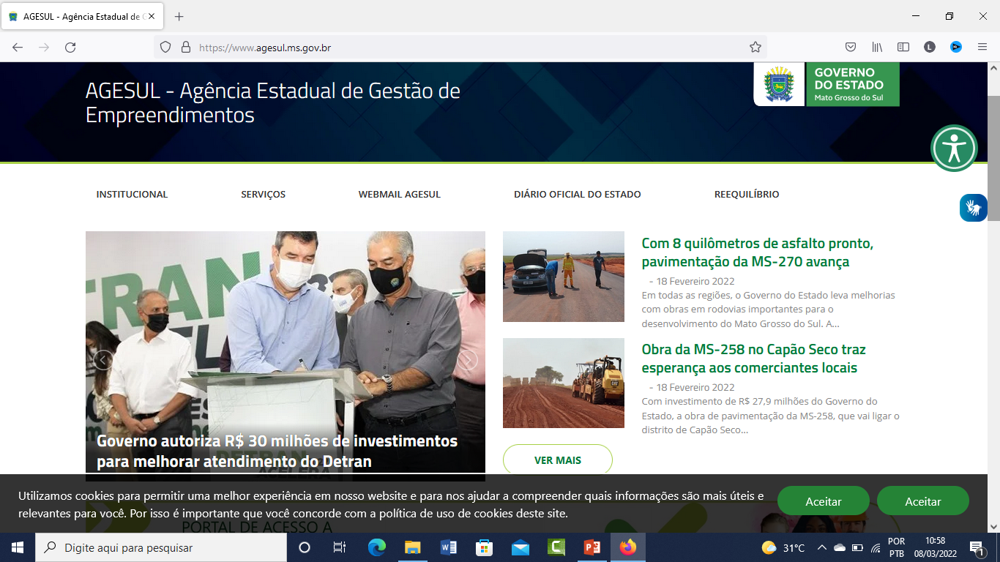 AGESUL - Agência Estadual de G
https://www.agesul.ms.gov.br
AGESUL - Agência Estadual de Gestão de
Empreendimentos
GOVERNO
DO ESTADO
Mato Grosso do Sul
INSTITUCIONAL
SERVIÇOS
WEBMAIL AGESUL
DIÁRIO OFICIAL DO ESTADO
REEQUILÍBRIO
Governo autoriza R$ 30 milhões de investimentos
para melhorar atendimento do Detran
Com 8 quilômetros de asfalto pronto,
pavimentação da MS-270 avança
- 18 Fevereiro 2022
Em todas as regiões, o Governo do Estado leva melhorias
com obras em rodovias importantes para o
desenvolvimento do Mato Grosso do Sul. A...
Obra da MS-258 no Capão Seco traz
esperança aos comerciantes locais
- 18 Fevereiro 2022
Com investimento de R$ 27,9 milhões do Governo do
Estado, a obra de pavimentação da MS-258, que vai ligar o
distrito de Capão Seco...
VER MAIS
Utilizamos cookies para permitir uma melhor experiência em nosso website e para nos ajudar a compreender quais informações são mais úteis e
relevantes para você. Por isso é importante que você concorde com a política de uso de cookies deste site.
Aceitar
Aceitar
PORTAL DE ACESSO A
Digite aqui para pesquisar
31°C
POR
PTB
10:58
08/03/2022
1